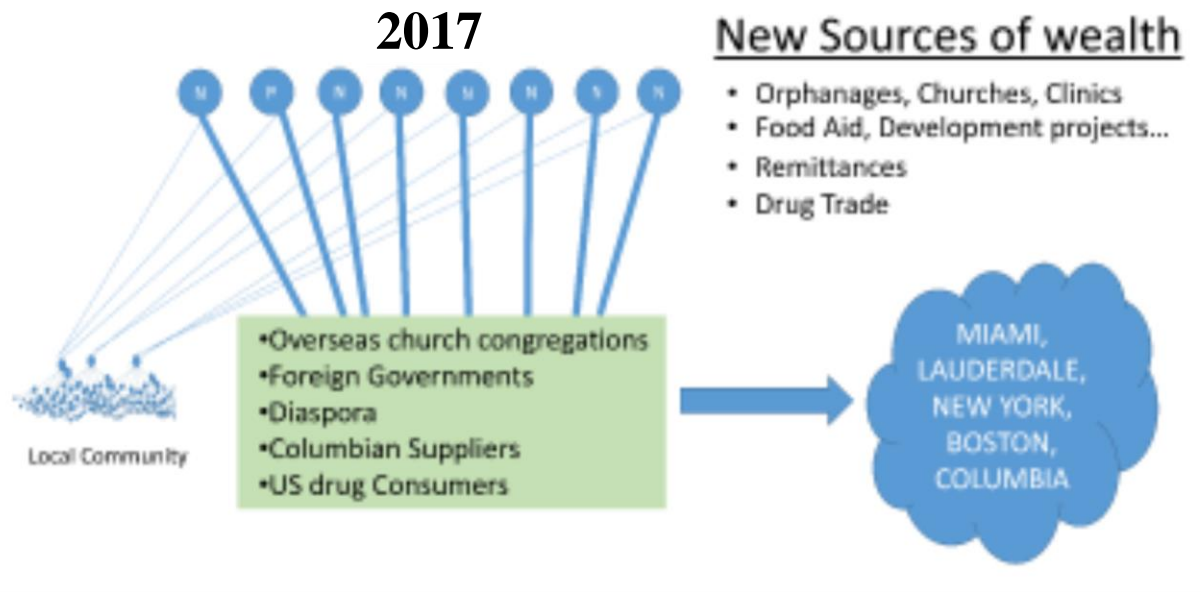 2017
New Sources of wealth
N P N N N N N N
• Orphanages, Churches, Clinics
• Food Aid, Development projects...
• Remittances
• Drug Trade
•Overseas church congregations
•Foreign Governments
•Diaspora
•Columbian Suppliers
•US drug Consumers
Local Community
MIAMI,
LAUDERDALE,
NEW YORK,
BOSTON,
COLUMBIA